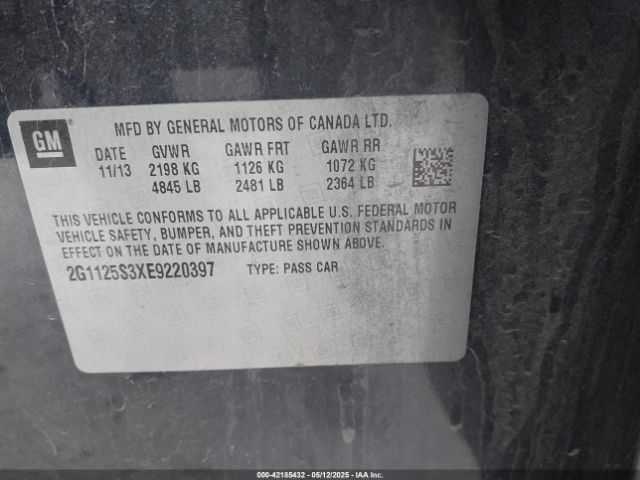 GM
MFD BY GENERAL MOTORS OF CANADA LTD.
DATE GVWR GAWR FRT GAWR RR
11/13 2198 KG 1126 KG 1072 KG
4845 LB 2481 LB 2364 LB
THIS VEHICLE CONFORMS TO ALL APPLICABLE U.S. FEDERAL MOTOR
VEHICLE SAFETY, BUMPER, AND THEFT PREVENTION STANDARDS IN
EFFECT ON THE DATE OF MANUFACTURE SHOWN ABOVE.
2G1125S3XE9220397 TYPE: PASS CAR
000-42185432 - 05/12/2025 - IAA Inc.